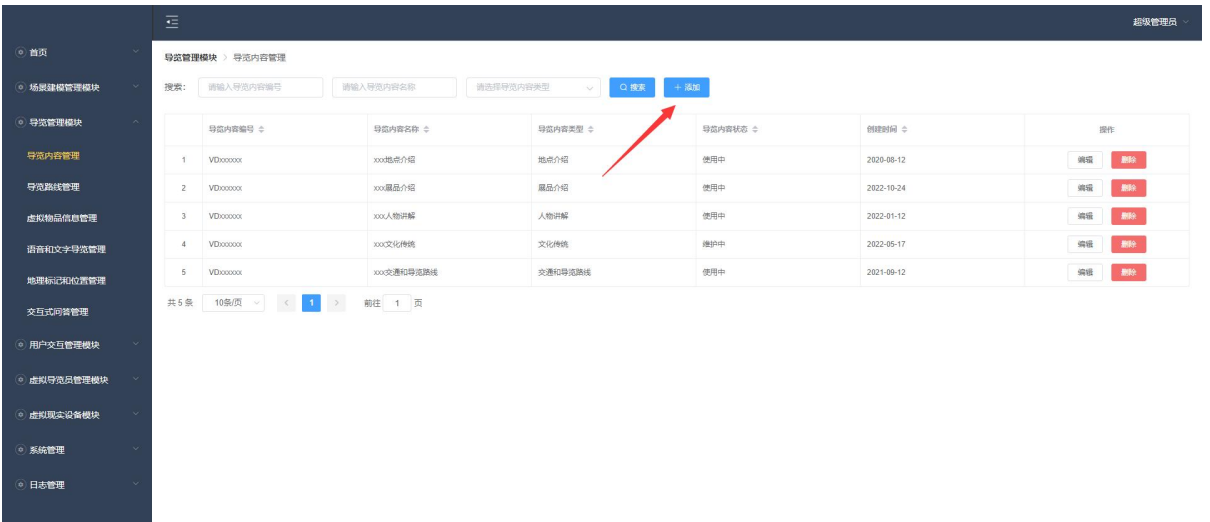 超级管理员
首页
场景建模管理模块
导览管理模块
导览内容管理
导览路线管理
虚拟物品信息管理
语音和文字导览管理
地理标记和位置管理
交互式问答管理
用户交互管理模块
虚拟导览员管理模块
虚拟现实设备模块
系统管理
日志管理
导览管理模块 > 导览内容管理
搜索: 请输入导览内容编号 请输入导览内容名称 请选择导览内容类型 搜索 + 添加
导览内容编号 导览内容名称 导览内容类型 导览内容状态 创建时间 操作
1 VDxxxxxx xxx地点介绍 地点介绍 使用中 2020-08-12 编辑 删除
2 VDxxxxxx xxx展品介绍 展品介绍 使用中 2022-10-24 编辑 删除
3 VDxxxxxx xxx人物讲解 人物讲解 使用中 2022-01-12 编辑 删除
4 VDxxxxxx xxx文化传统 文化传统 维护中 2022-05-17 编辑 删除
5 VDxxxxxx xxx交通和导览路线 交通和导览路线 使用中 2021-09-12 编辑 删除
共 5 条 10条/页 < 1 > 前往 1 页